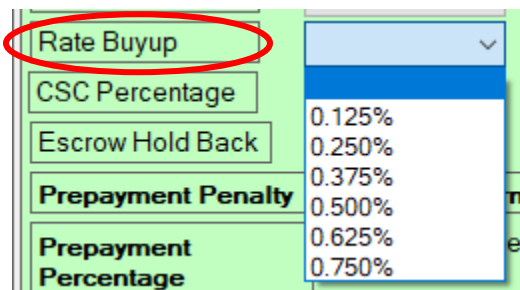 Rate Buyup
CSC Percentage
0.125%
Escrow Hold Back
0.250%
0.375%
Prepayment Penalty
0.500%
0.625%
Prepayment
Percentage
0.750%